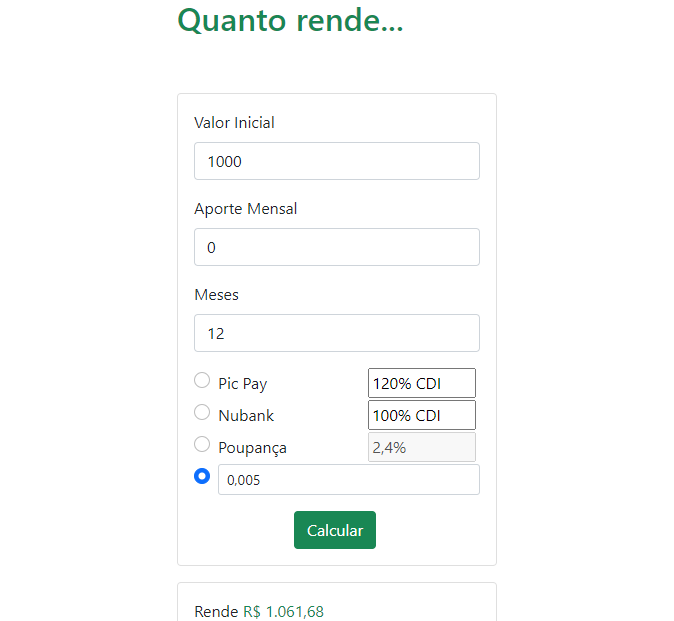 Quanto rende...
Valor Inicial
1000
Aporte Mensal
0
Meses
12
Pic Pay 120% CDI
Nubank 100% CDI
Poupança 2,4%
0,005
Calcular
Rende R$ 1.061,68